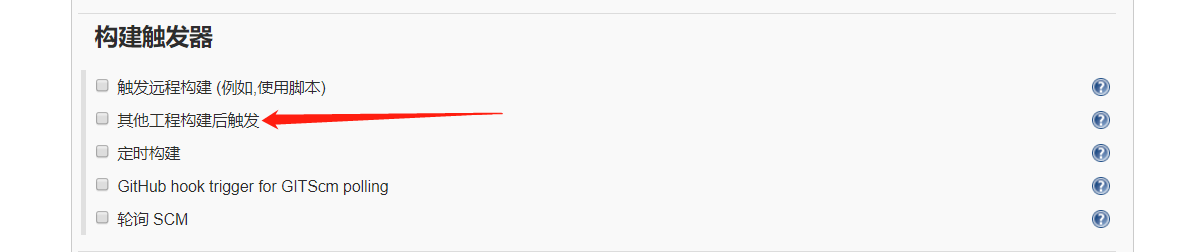 构建触发器
触发远程构建 (例如,使用脚本)
其他工程构建后触发
定时构建
GitHub hook trigger for GITScm polling
轮询 SCM